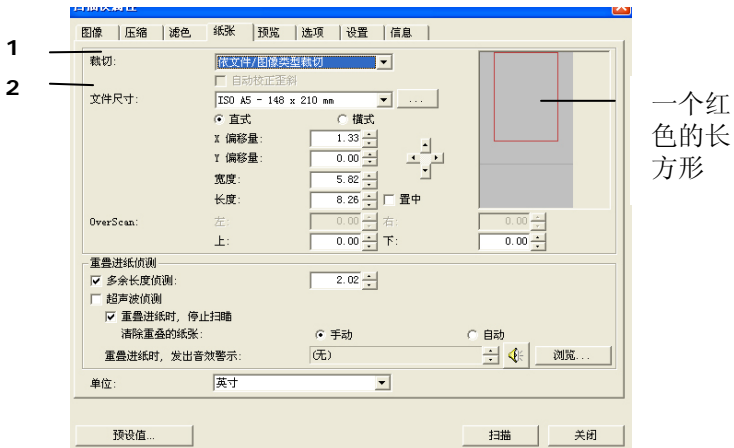 扫描仪属性
图像 压缩 滤色 纸张 预览 选项 设置 信息
1
裁切: 依文件/图像类型裁切
自动校正歪斜
2
文件尺寸: ISO A5 - 148 x 210 mm ...
直式 横式
X 偏移量: 1.33
Y 偏移量: 0.00
宽度: 5.82
长度: 8.26 置中
OverScan: 左: 0.00 右: 0.00
上: 0.00 下: 0.00
一个红
色的长
方形
重叠进纸侦测
多余长度侦测: 2.02
超声波侦测
重叠进纸时, 停止扫瞄
清除重叠的纸张: 手动 自动
重叠进纸时, 发出音效警示: (无) 浏览...
单位: 英寸
预设值... 扫描 关闭